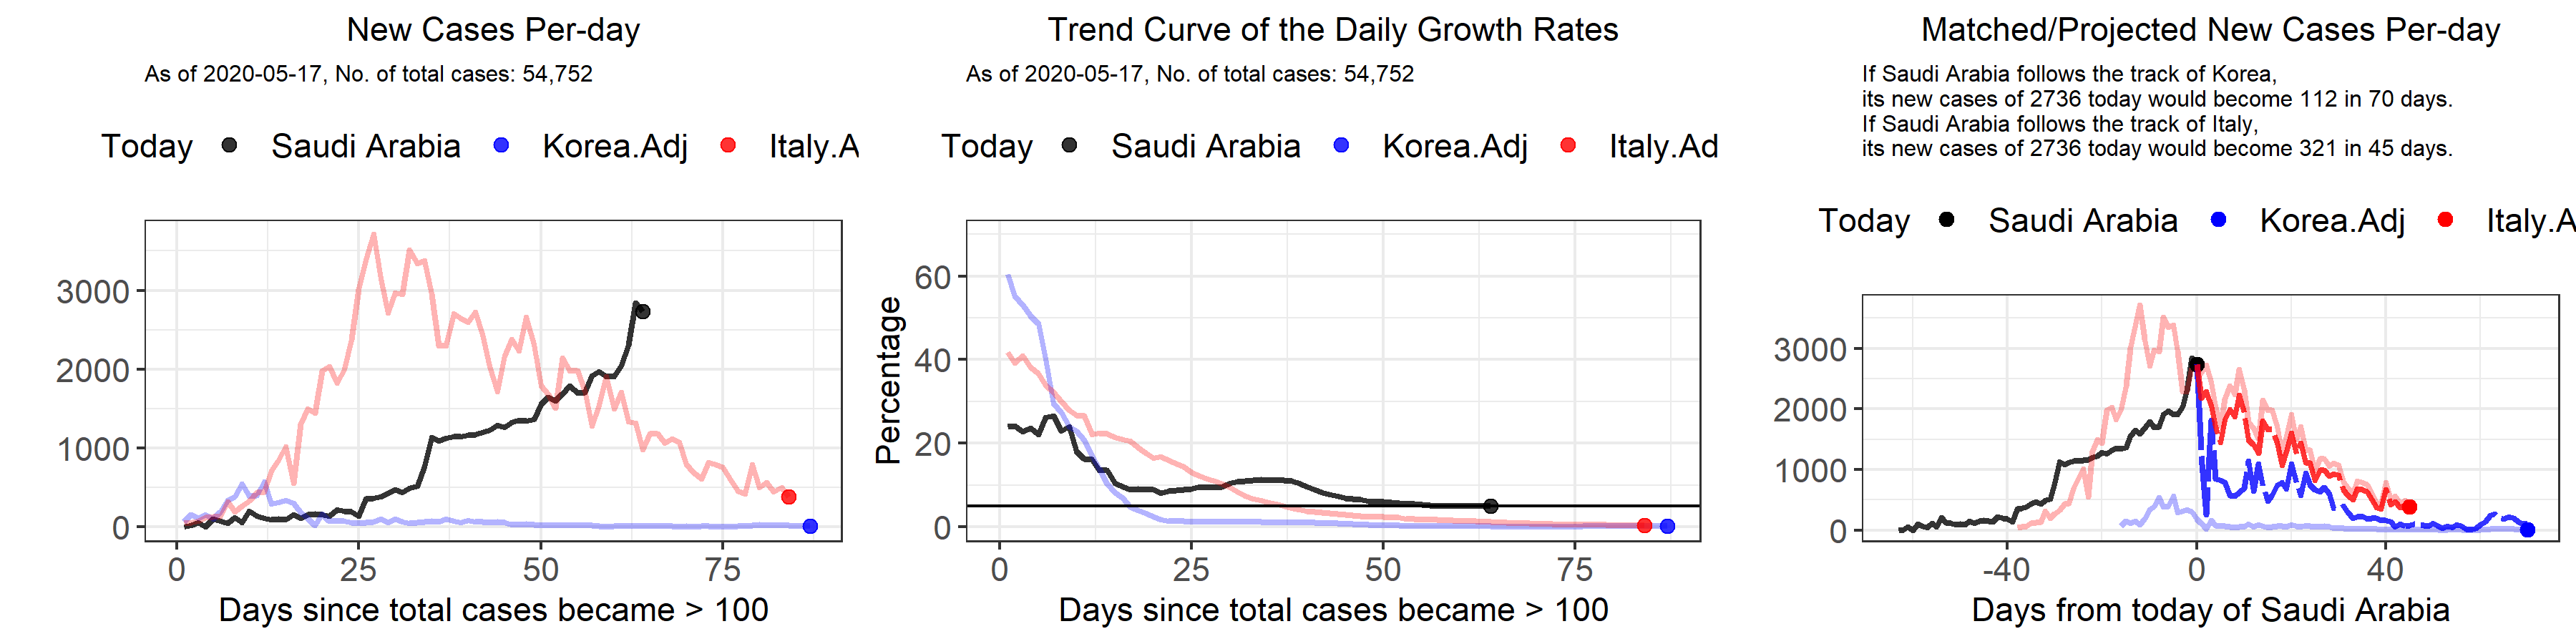 New Cases Per-day
As of 2020-05-17, No. of total cases: 54,752
Today Saudi Arabia Korea.Adj Italy.A
3000
2000
1000
0
0 25 50 75
Days since total cases became > 100
Trend Curve of the Daily Growth Rates
As of 2020-05-17, No. of total cases: 54,752
Today Saudi Arabia Korea.Adj Italy.Ad
Percentage
60
40
20
0
0 25 50 75
Days since total cases became > 100
Matched/Projected New Cases Per-day
If Saudi Arabia follows the track of Korea,
its new cases of 2736 today would become 112 in 70 days.
If Saudi Arabia follows the track of Italy,
its new cases of 2736 today would become 321 in 45 days.
Today Saudi Arabia Korea.Adj Italy.A
3000
2000
1000
0
-40 0 40
Days from today of Saudi Arabia